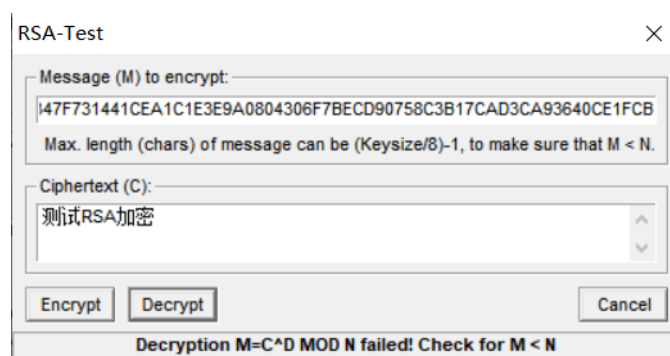 RSA-Test
Message (M) to encrypt:
47F731441CEA1C1E3E9A0804306F7BECD90758C3B17CAD3CA93640CE1FCB
Max. length (chars) of message can be (Keysize/8)-1, to make sure that M < N.
Ciphertext (C):
测试RSA加密
Encrypt
Decrypt
Cancel
Decryption M=C^D MOD N failed! Check for M < N